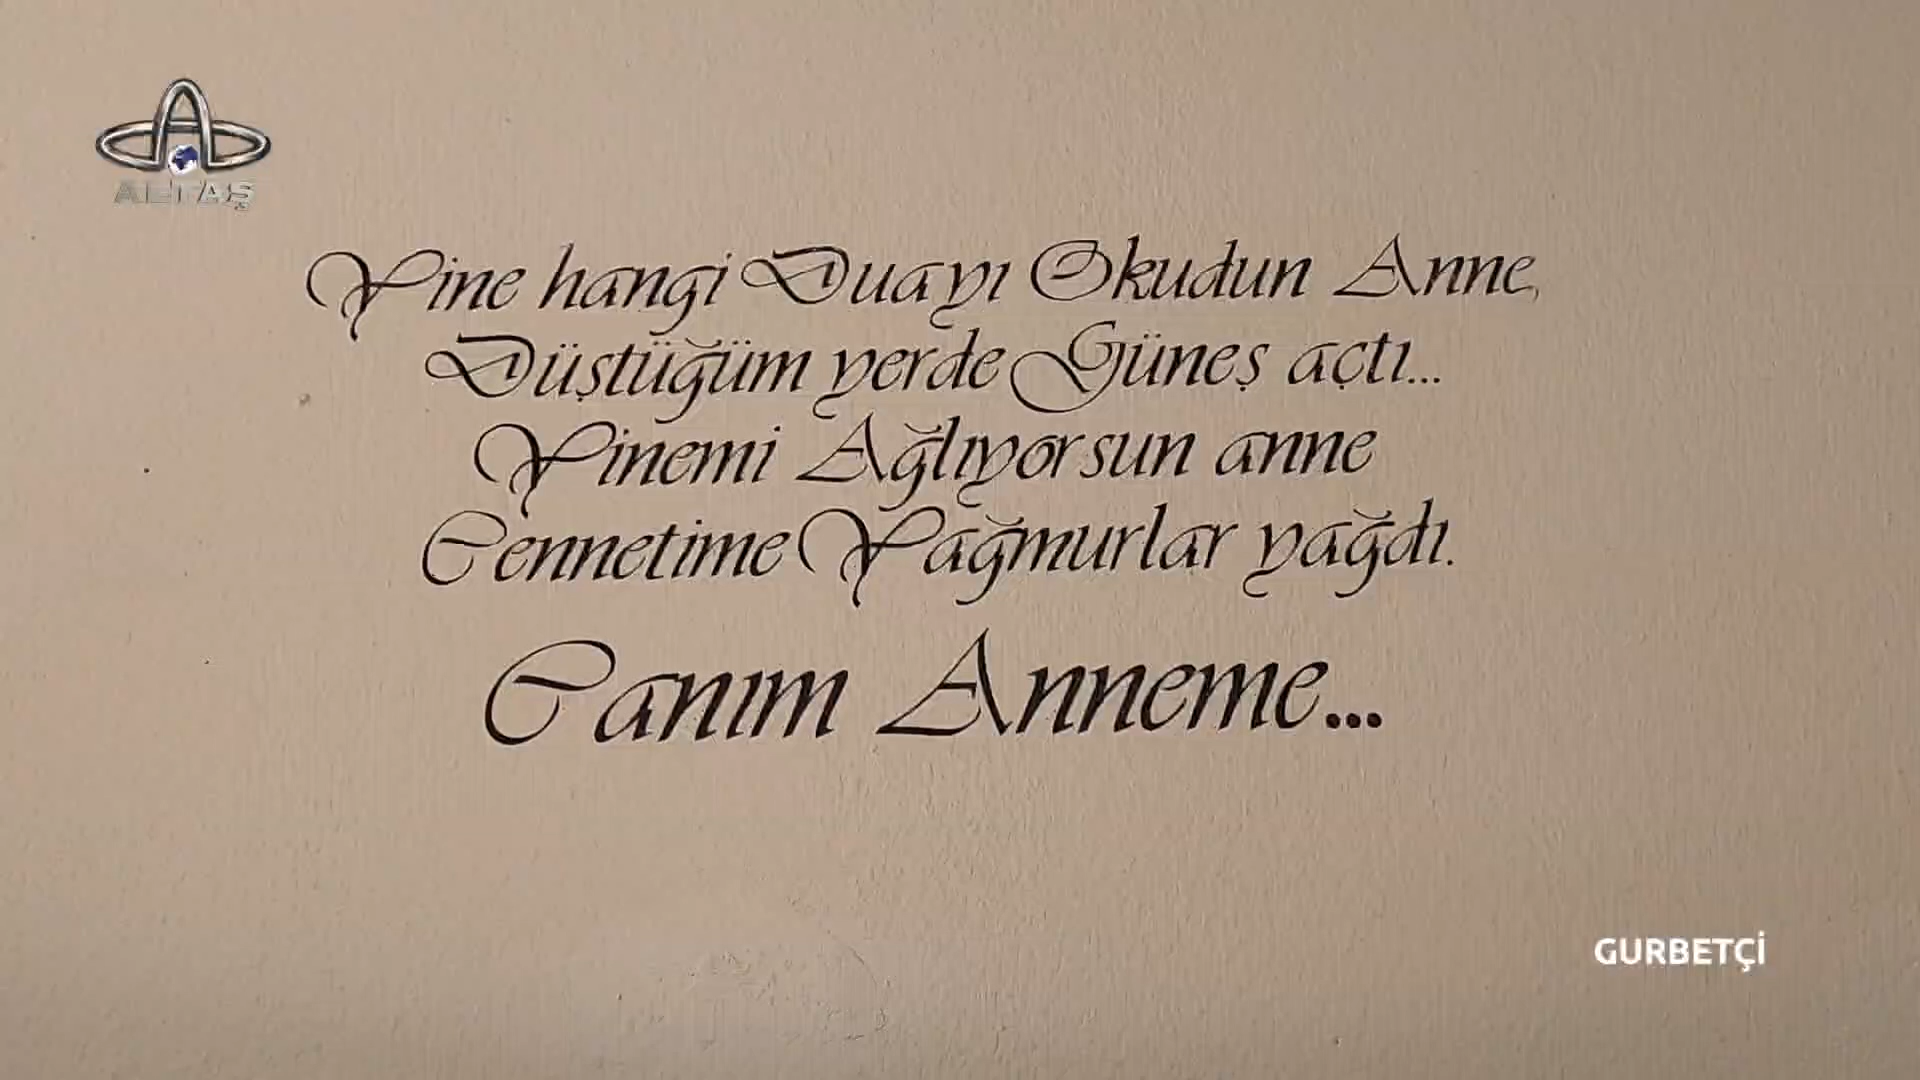 ALTAŞ
Yine hangi Duayı Okudun Anne,
Düştüğüm yerde Güneş açtı...
Yinemi Ağlıyorsun anne
Cennetime Yağmurlar yağdı.
Canım Anneme...
GURBETÇİ